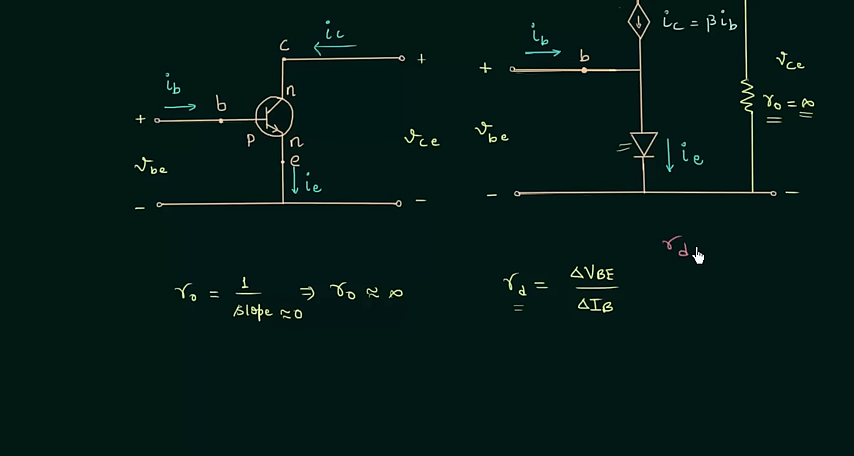 c
ic
+
ib
b
n
+
p
n
e
ie
vbe
vce
-
-
ic = βib
ib
b
+
vce
ro = ∞
vbe
ie
-
-
rd
ro = 1 / slope ≈ 0 ⇒ ro ≈ ∞
rd = ΔVBE / ΔIB